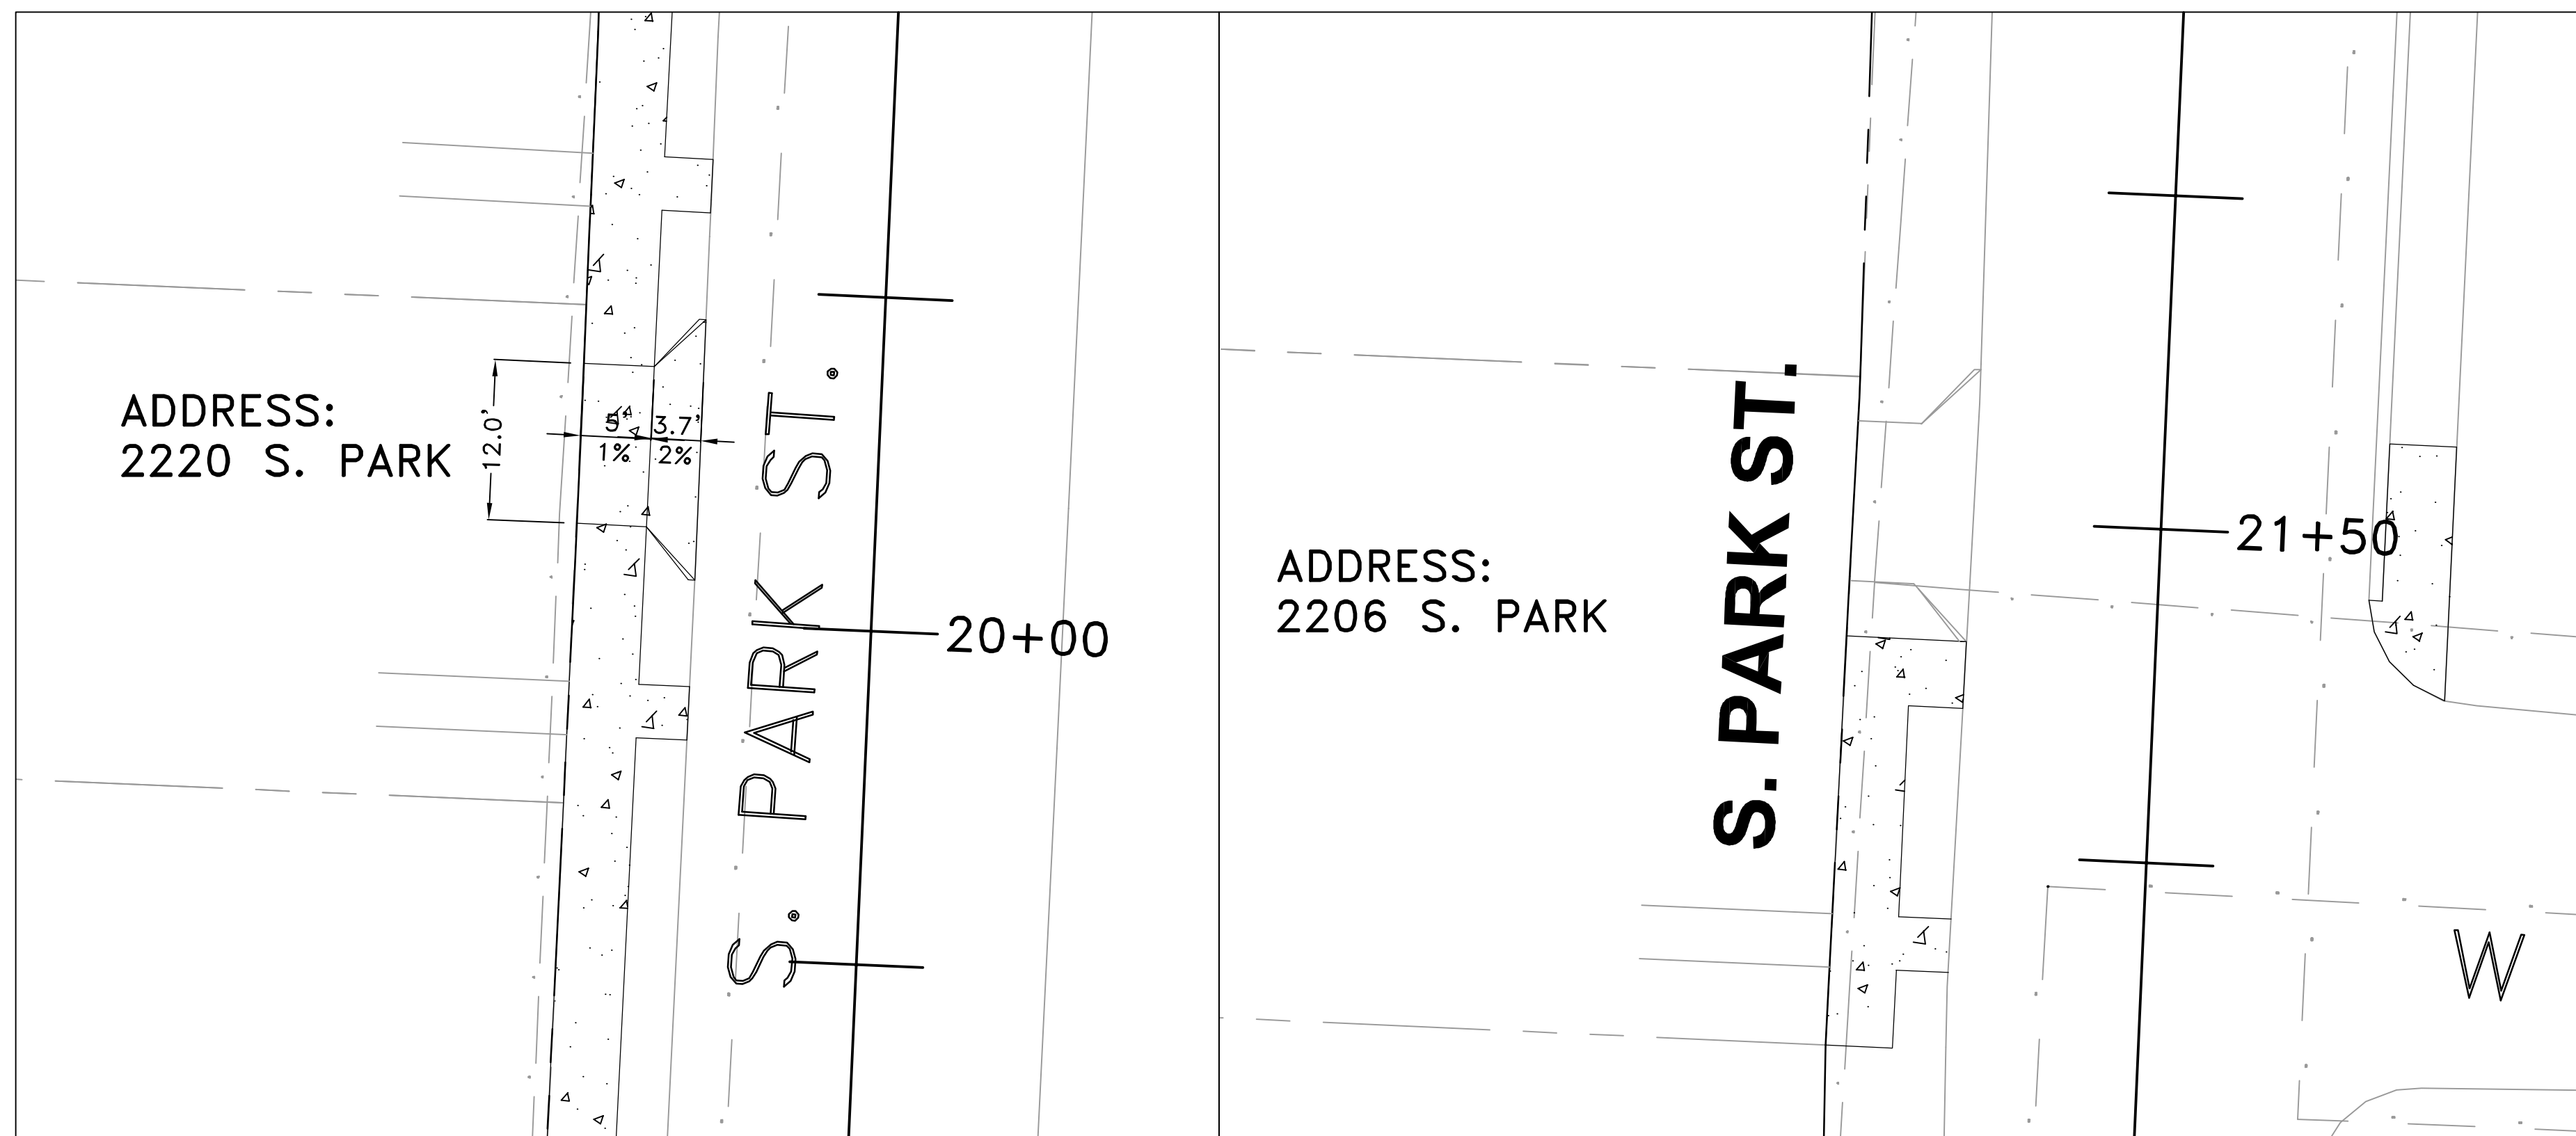 ADDRESS:
2220 S. PARK
12.0'
5'
1%
3.7'
2%
S. PARK ST.
20+00
ADDRESS:
2206 S. PARK
S. PARK ST.
21+50
W